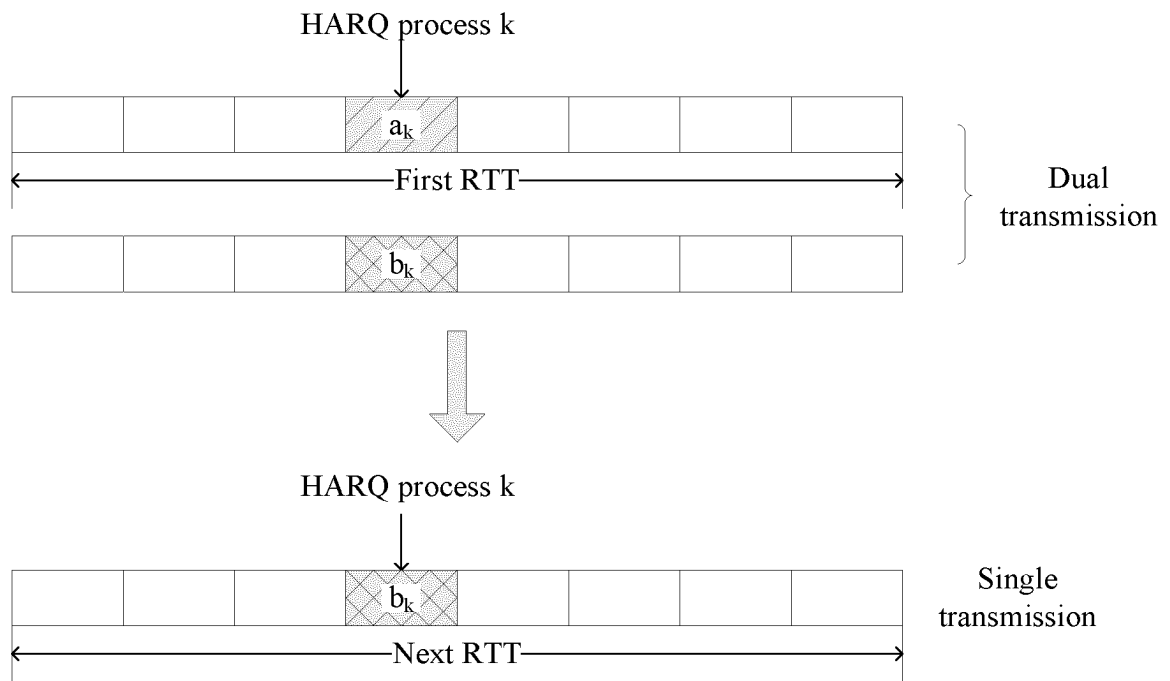 HARQ process k
aₖ
First RTT
Dual
transmission
bₖ
HARQ process k
bₖ
Single
transmission
Next RTT